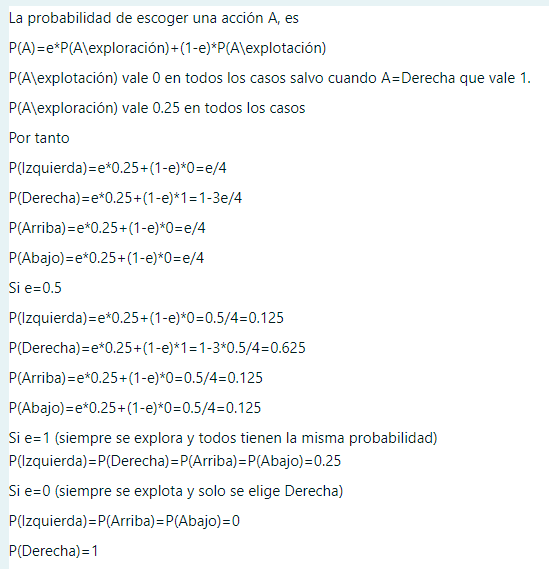 La probabilidad de escoger una acción A, es
P(A)=e*P(A\exploración)+(1-e)*P(A\explotación)
P(A\explotación) vale 0 en todos los casos salvo cuando A=Derecha que vale 1.
P(A\exploración) vale 0.25 en todos los casos
Por tanto
P(Izquierda)=e*0.25+(1-e)*0=e/4
P(Derecha)=e*0.25+(1-e)*1=1-3e/4
P(Arriba)=e*0.25+(1-e)*0=e/4
P(Abajo)=e*0.25+(1-e)*0=e/4
Si e=0.5
P(Izquierda)=e*0.25+(1-e)*0=0.5/4=0.125
P(Derecha)=e*0.25+(1-e)*1=1-3*0.5/4=0.625
P(Arriba)=e*0.25+(1-e)*0=0.5/4=0.125
P(Abajo)=e*0.25+(1-e)*0=0.5/4=0.125
Si e=1 (siempre se explora y todos tienen la misma probabilidad)
P(Izquierda)=P(Derecha)=P(Arriba)=P(Abajo)=0.25
Si e=0 (siempre se explota y solo se elige Derecha)
P(Izquierda)=P(Arriba)=P(Abajo)=0
P(Derecha)=1